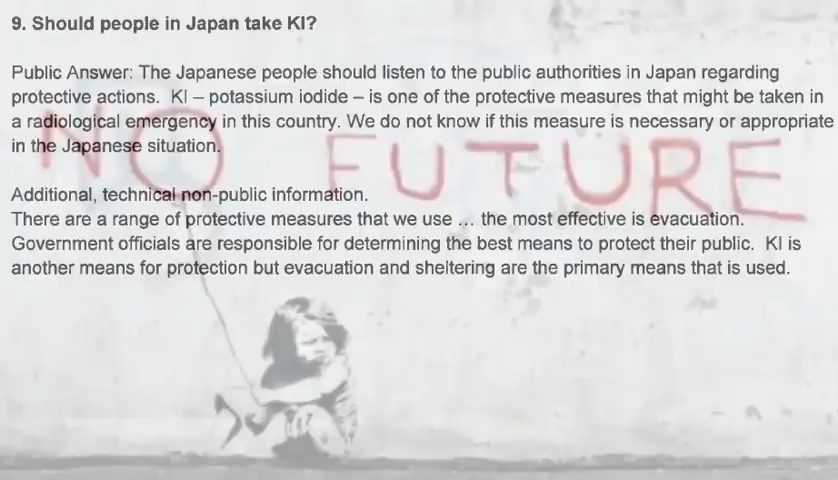 9. Should people in Japan take KI?
Public Answer: The Japanese people should listen to the public authorities in Japan regarding
protective actions.  KI – potassium iodide – is one of the protective measures that might be taken in
a radiological emergency in this country. We do not know if this measure is necessary or appropriate
in the Japanese situation.
NO FUTURE
Additional, technical non-public information.
There are a range of protective measures that we use ... the most effective is evacuation.
Government officials are responsible for determining the best means to protect their public.  KI is
another means for protection but evacuation and sheltering are the primary means that is used.